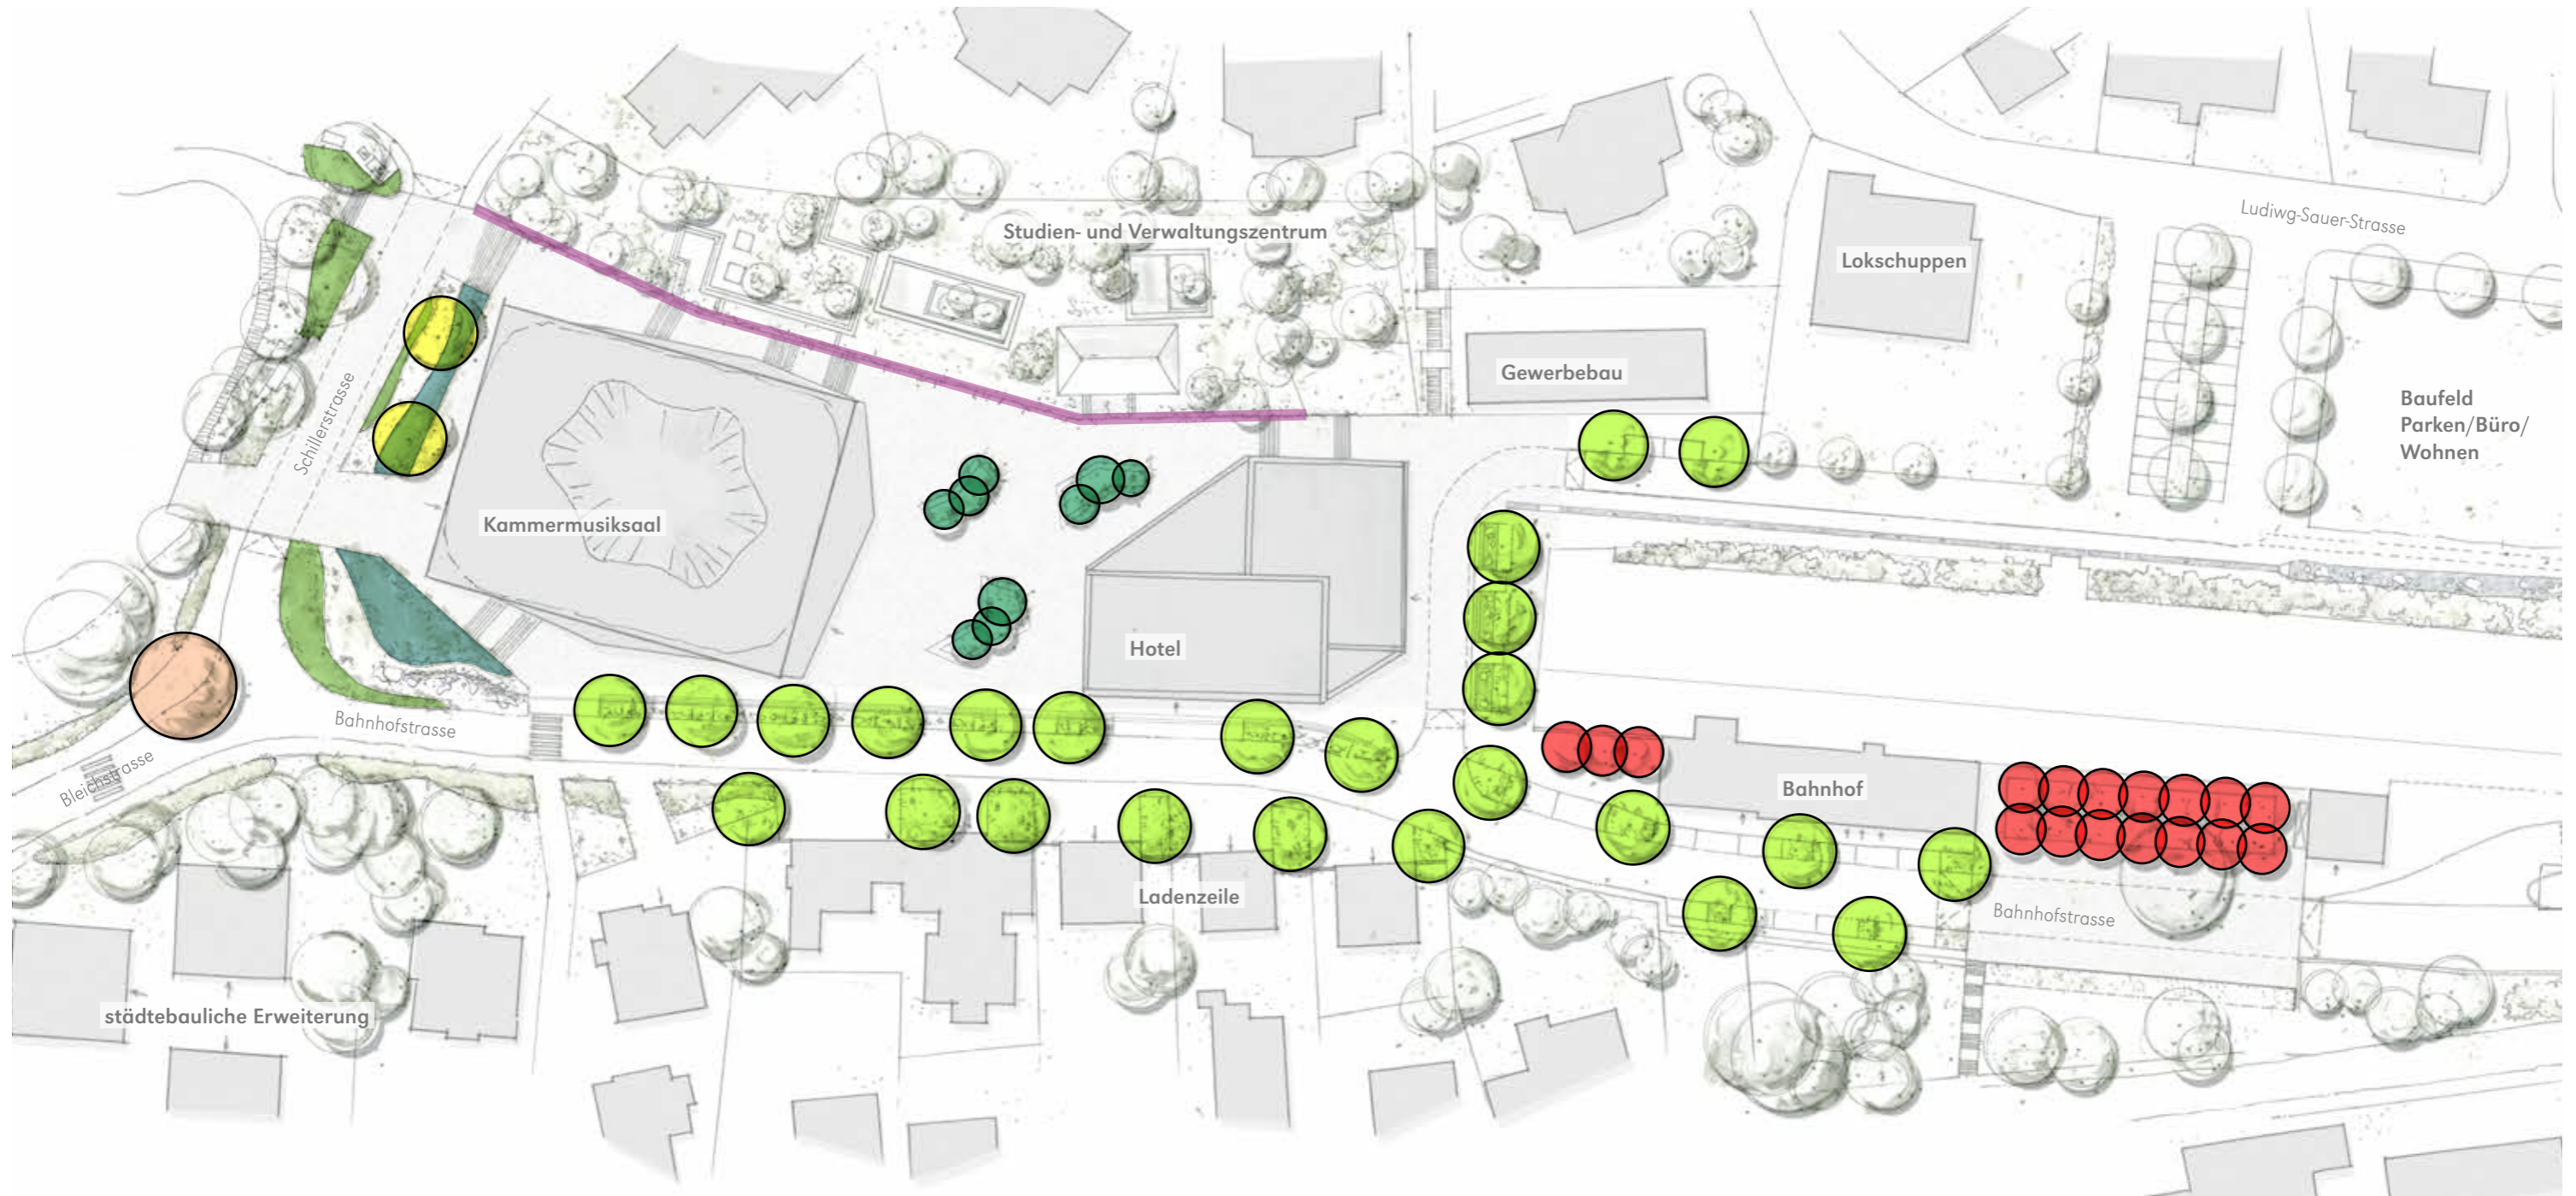 Ludiwg-Sauer-Strasse
Studien- und Verwaltungszentrum
Lokschuppen
Gewerbebau
Baufeld
Parken/Büro/
Wohnen
Schillerstrasse
Kammermusiksaal
Hotel
Bahnhofstrasse
Bleichstrasse
Bahnhof
Ladenzeile
Bahnhofstrasse
städtebauliche Erweiterung